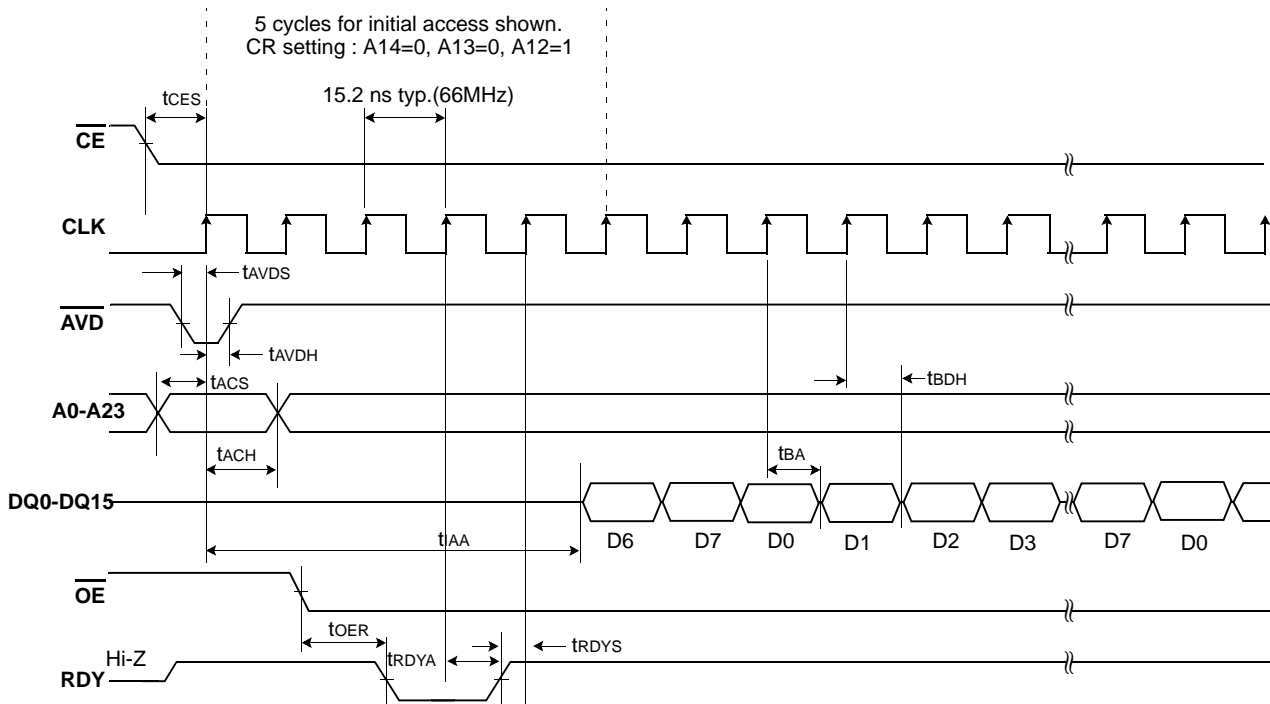 5 cycles for initial access shown.
CR setting : A14=0, A13=0, A12=1
tCES
15.2 ns typ.(66MHz)
CE
CLK
tAVDS
AVD
tAVDH
tACS
tBDH
A0-A23
tACH
tBA
DQ0-DQ15
tIAA
D6 D7 D0 D1 D2 D3 D7 D0
OE
tOER
tRDYA
tRDYS
Hi-Z
RDY